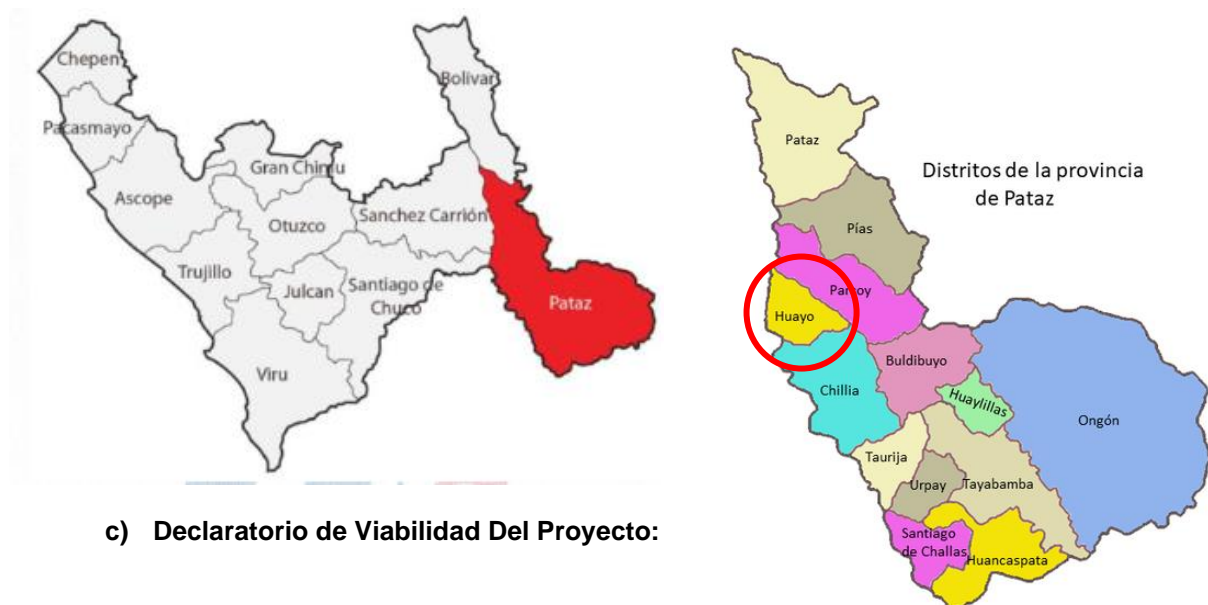 Chepen
Bolivar
Pacasmayo
Gran Chimu
Ascope
Otuzco
Sanchez Carrión
Trujillo
Julcan
Santiago de
Chuco
Pataz
Viru
c) Declaratorio de Viabilidad Del Proyecto:
Distritos de la provincia
de Pataz
Pataz
Pías
Parcoy
Huayo
Buldibuyo
Chillia
Huaylillas
Ongón
Taurija
Urpay
Tayabamba
Santiago
de Challas
Huancaspata